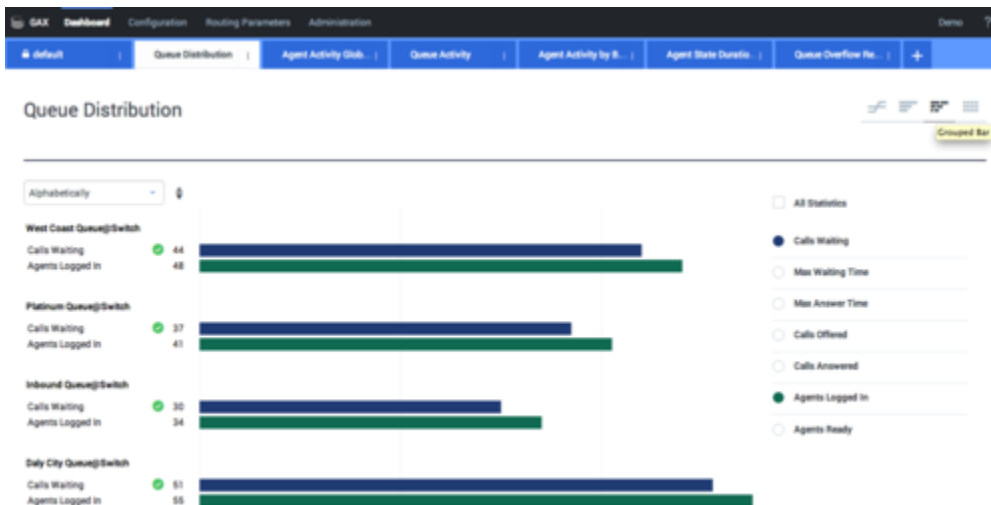 GAX Dashboard Configuration Routing Parameters Administration Demo ?
default Queue Distribution Agent Activity Glob... Queue Activity Agent Activity by B... Agent State Duratio... Queue Overflow Re... +
Queue Distribution
Grouped Bar
Alphabetically
All Statistics
West Coast Queue@Switch
Calls Waiting 44
Agents Logged In 48
Calls Waiting
Max Waiting Time
Platinum Queue@Switch
Calls Waiting 37
Agents Logged In 41
Max Answer Time
Calls Offered
Calls Answered
Inbound Queue@Switch
Calls Waiting 30
Agents Logged In 34
Agents Logged In
Agents Ready
Daly City Queue@Switch
Calls Waiting 51
Agents Logged In 55